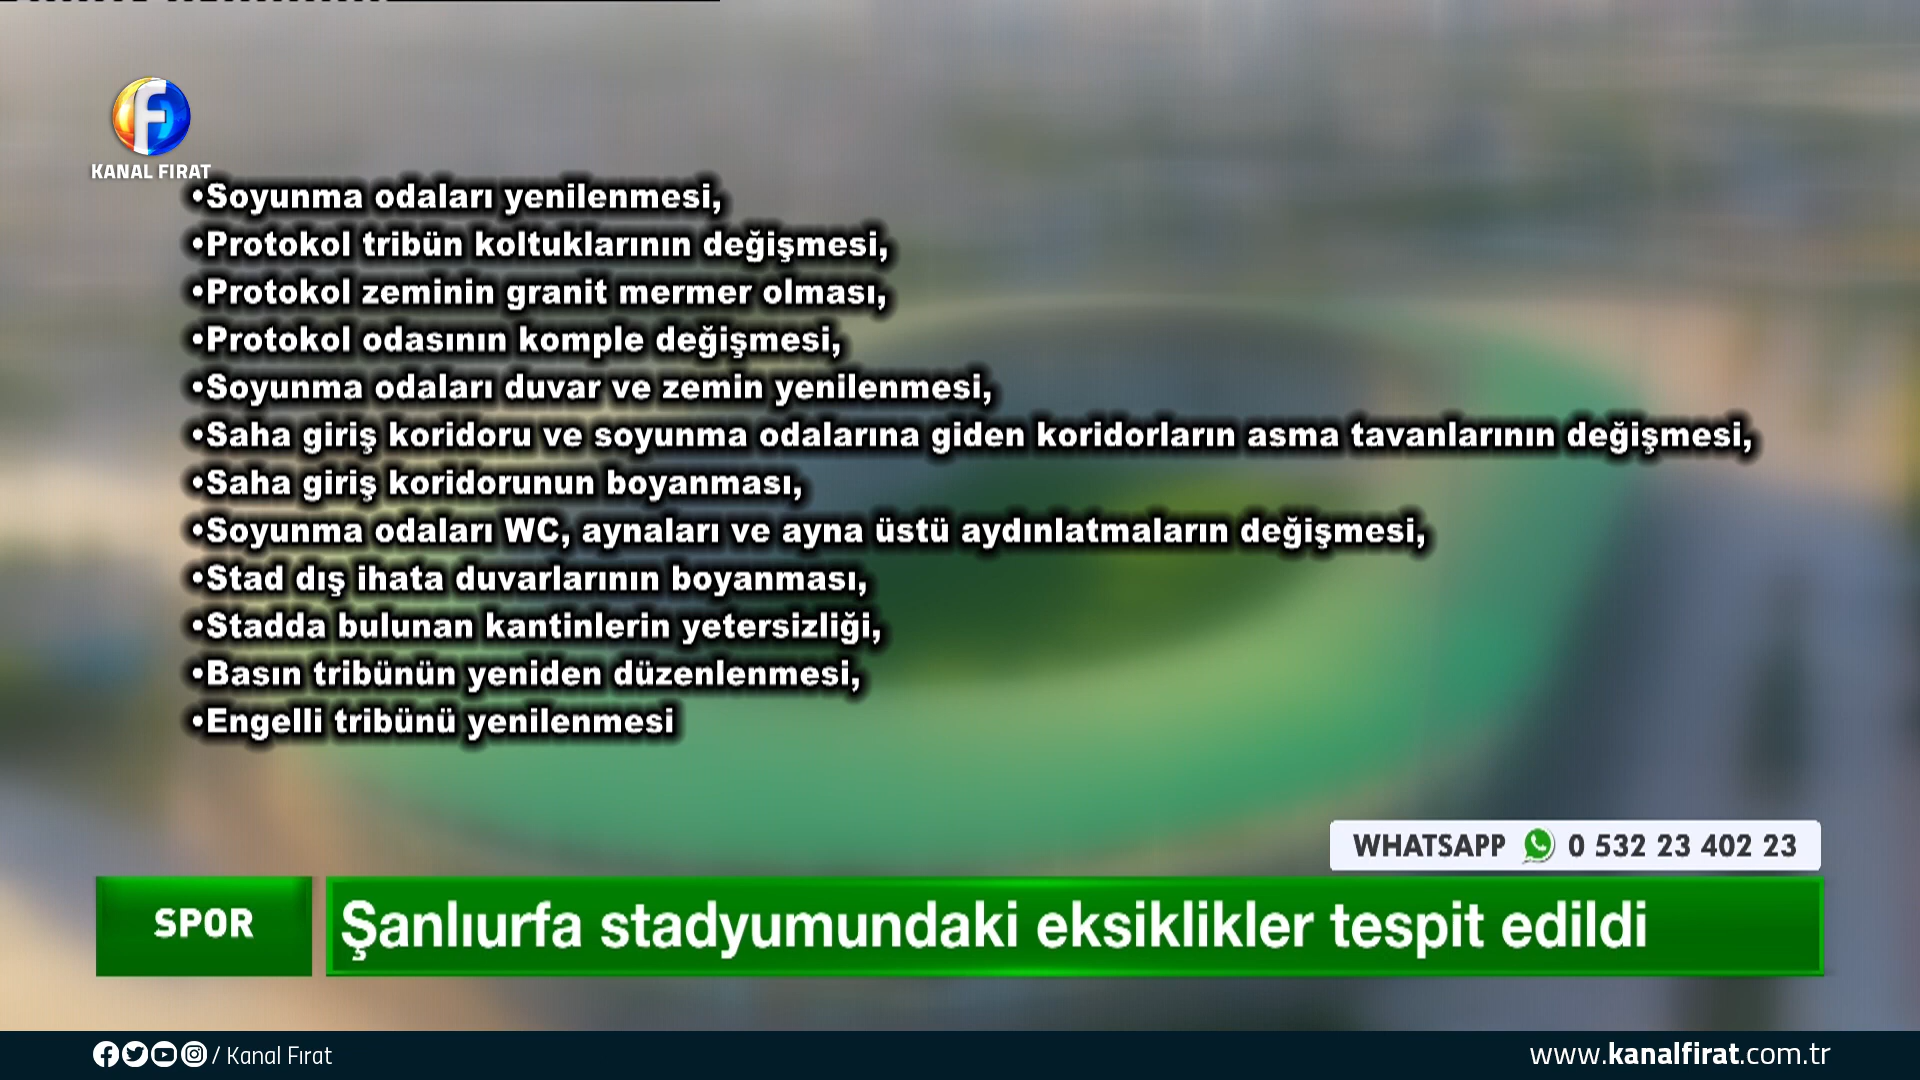 KANAL FIRAT
•Soyunma odaları yenilenmesi,
•Protokol tribün koltuklarının değişmesi,
•Protokol zeminin granit mermer olması,
•Protokol odasının komple değişmesi,
•Soyunma odaları duvar ve zemin yenilenmesi,
•Saha giriş koridoru ve soyunma odalarına giden koridorların asma tavanlarının değişmesi,
•Saha giriş koridorunun boyanması,
•Soyunma odaları WC, aynaları ve ayna üstü aydınlatmaların değişmesi,
•Stad dış ihata duvarlarının boyanması,
•Stadda bulunan kantinlerin yetersizliği,
•Basın tribünün yeniden düzenlenmesi,
•Engelli tribünü yenilenmesi
WHATSAPP 0 532 23 402 23
SPOR
Şanlıurfa stadyumundaki eksiklikler tespit edildi
/ Kanal Fırat
www.kanalfirat.com.tr